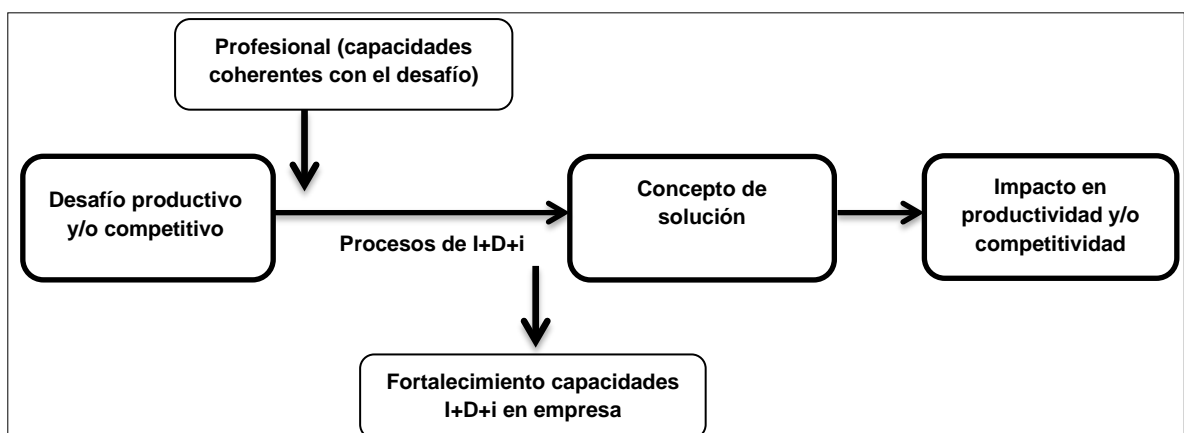 Profesional (capacidades
coherentes con el desafío)
Desafío productivo
y/o competitivo
Procesos de I+D+i
Concepto de
solución
Impacto en
productividad y/o
competitividad
Fortalecimiento capacidades
I+D+i en empresa